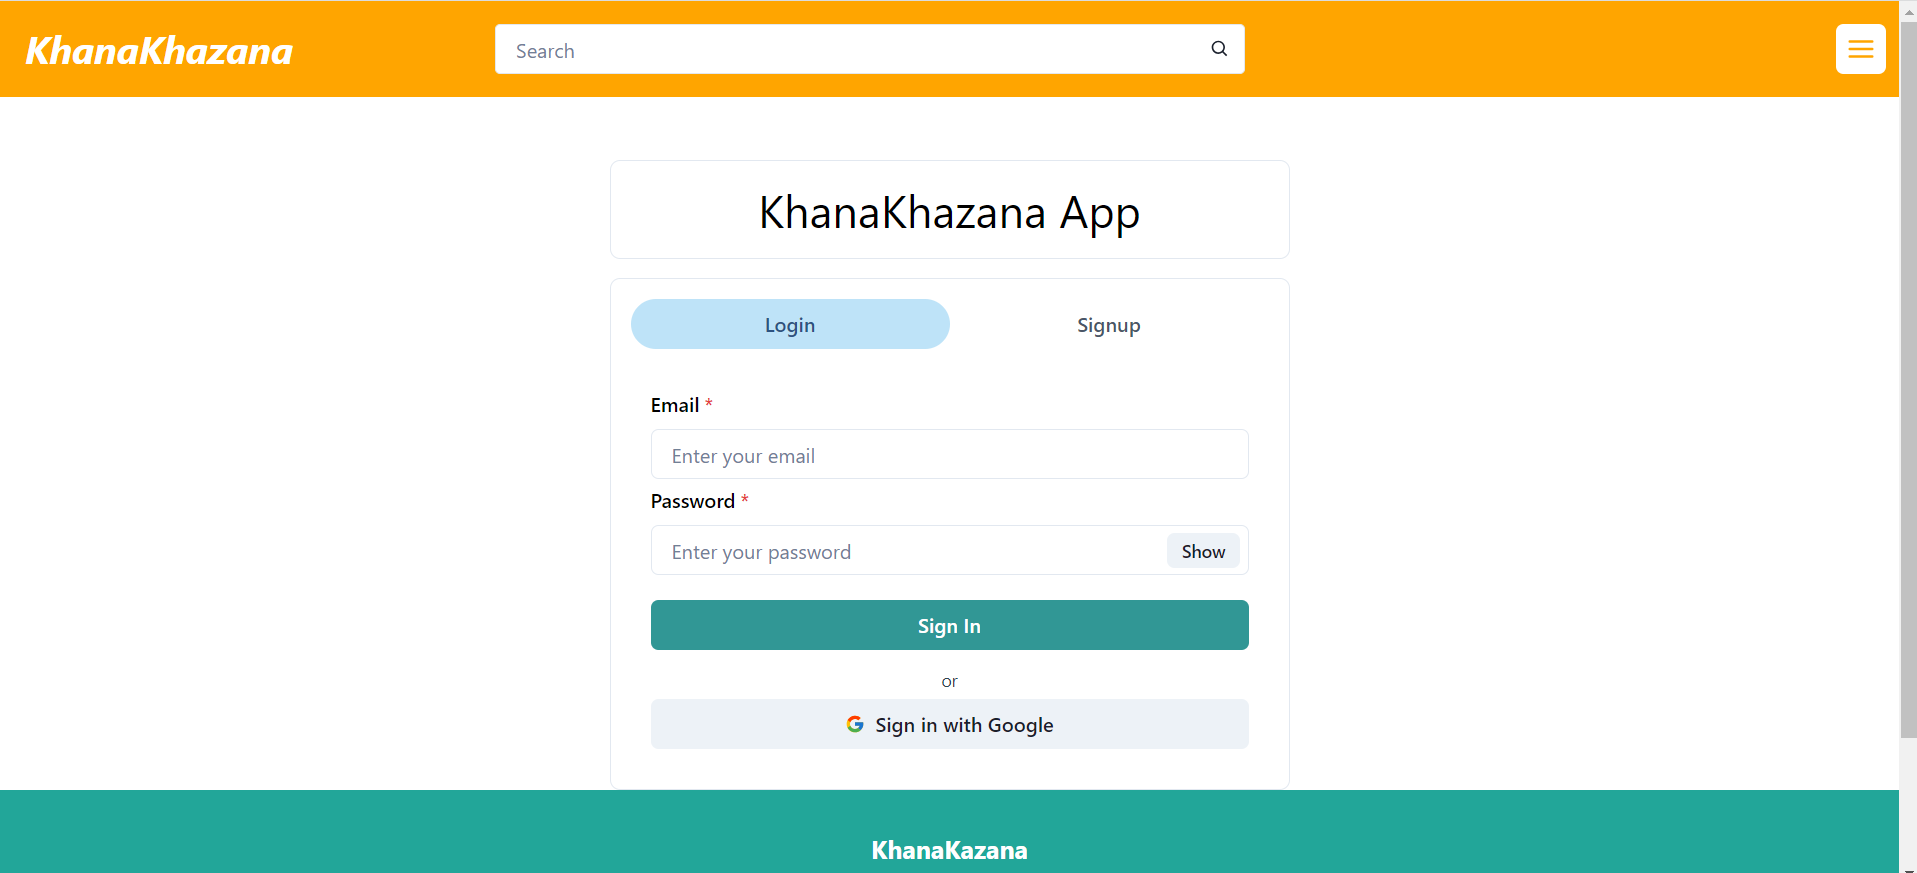 KhanaKhazana
Search
KhanaKhazana App
Login
Signup
Email *
Enter your email
Password *
Enter your password
Show
Sign In
or
Sign in with Google
KhanaKazana